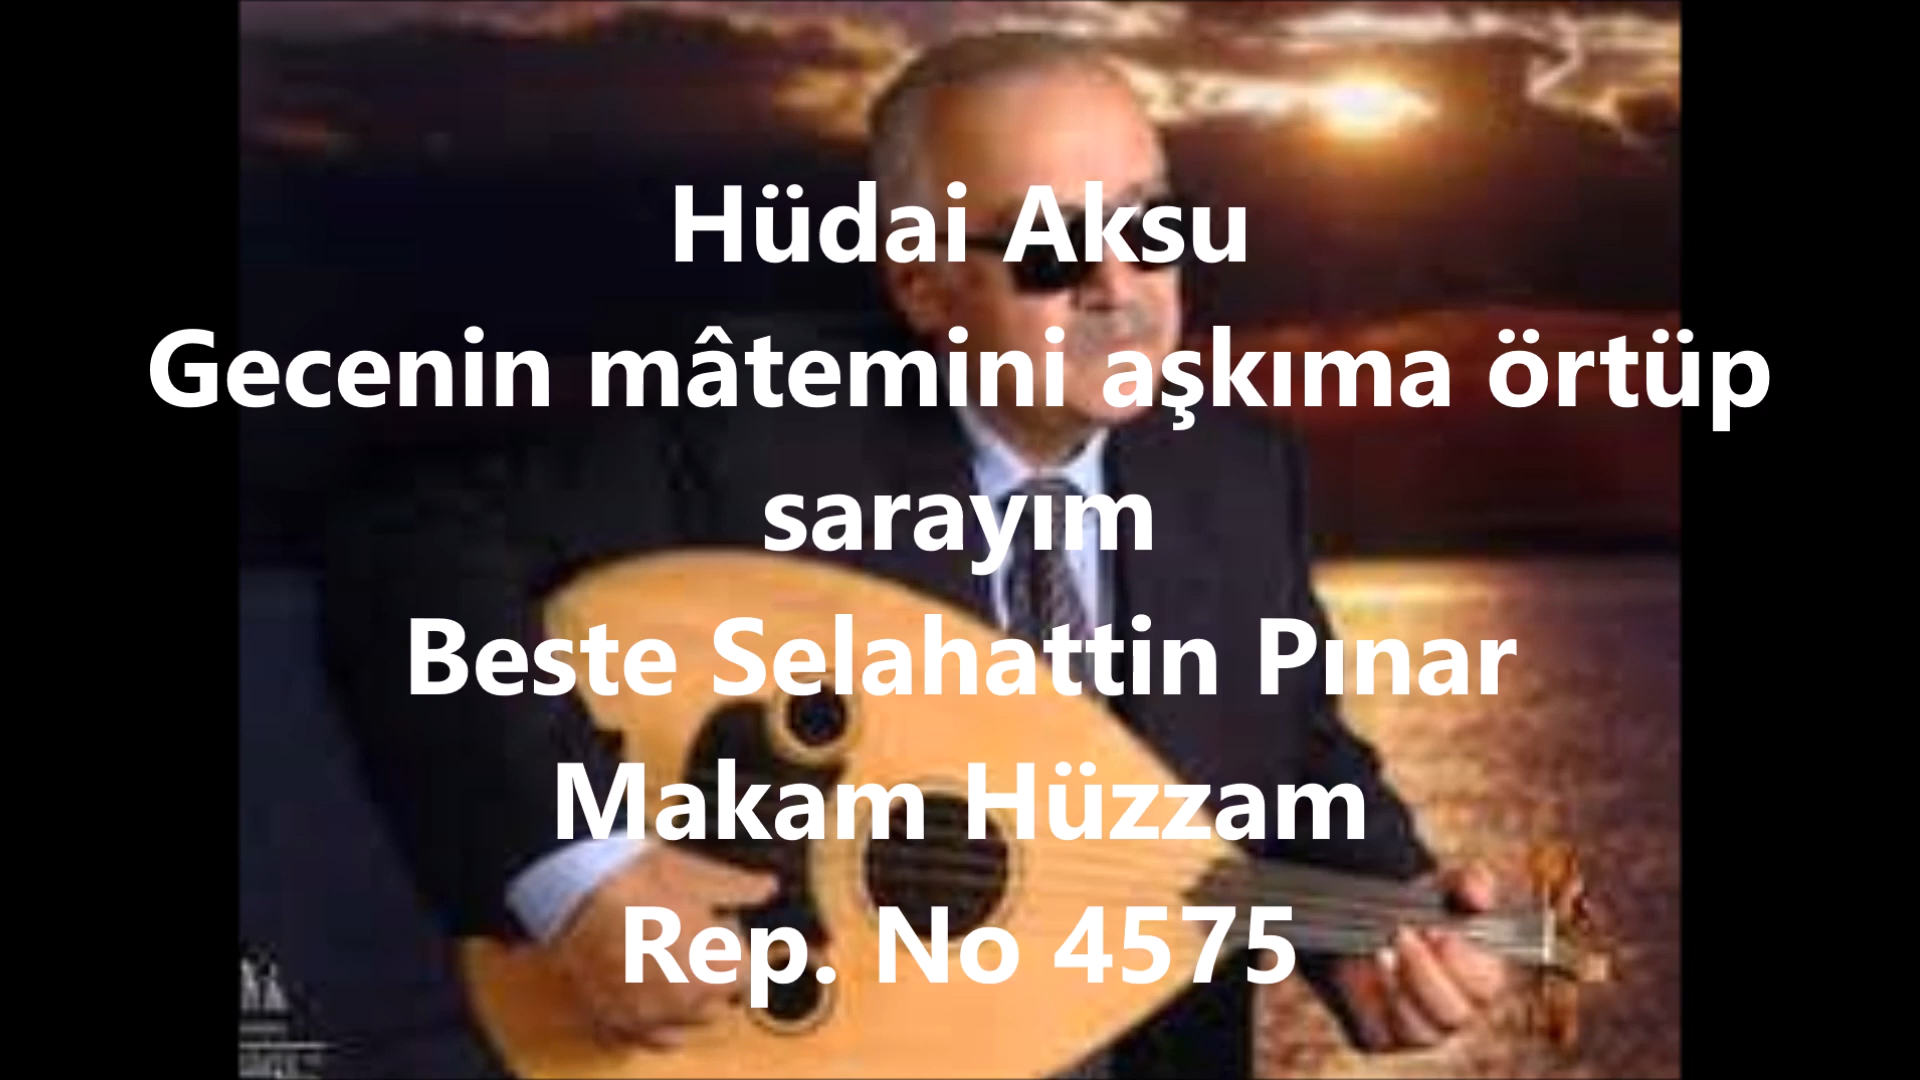 Hüdai Aksu
Gecenin mâtemini aşkıma örtüp
sarayım
Beste Selahattin Pınar
Makam Hüzzam
Rep. No 4575